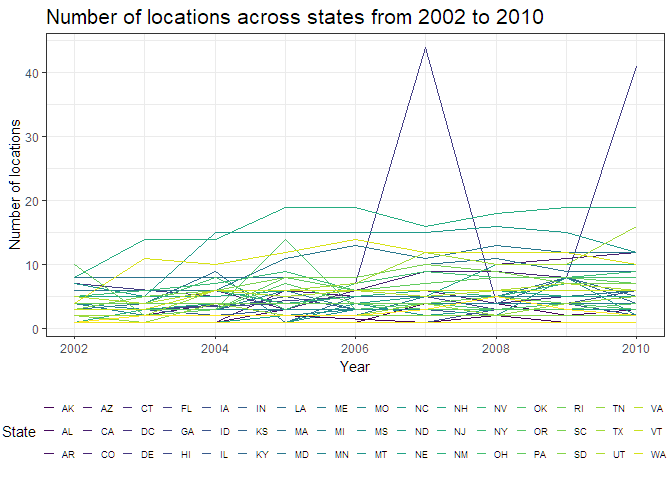 Number of locations across states from 2002 to 2010
Number of locations
40
30
20
10
0
2002 2004 2006 2008 2010
Year
State
AK AZ CT FL IA IN LA ME MO NC NH NV OK RI TN VA
AL CA DC GA ID KS MA MI MS ND NJ NY OR SC TX VT
AR CO DE HI IL KY MD MN MT NE NM OH PA SD UT WA